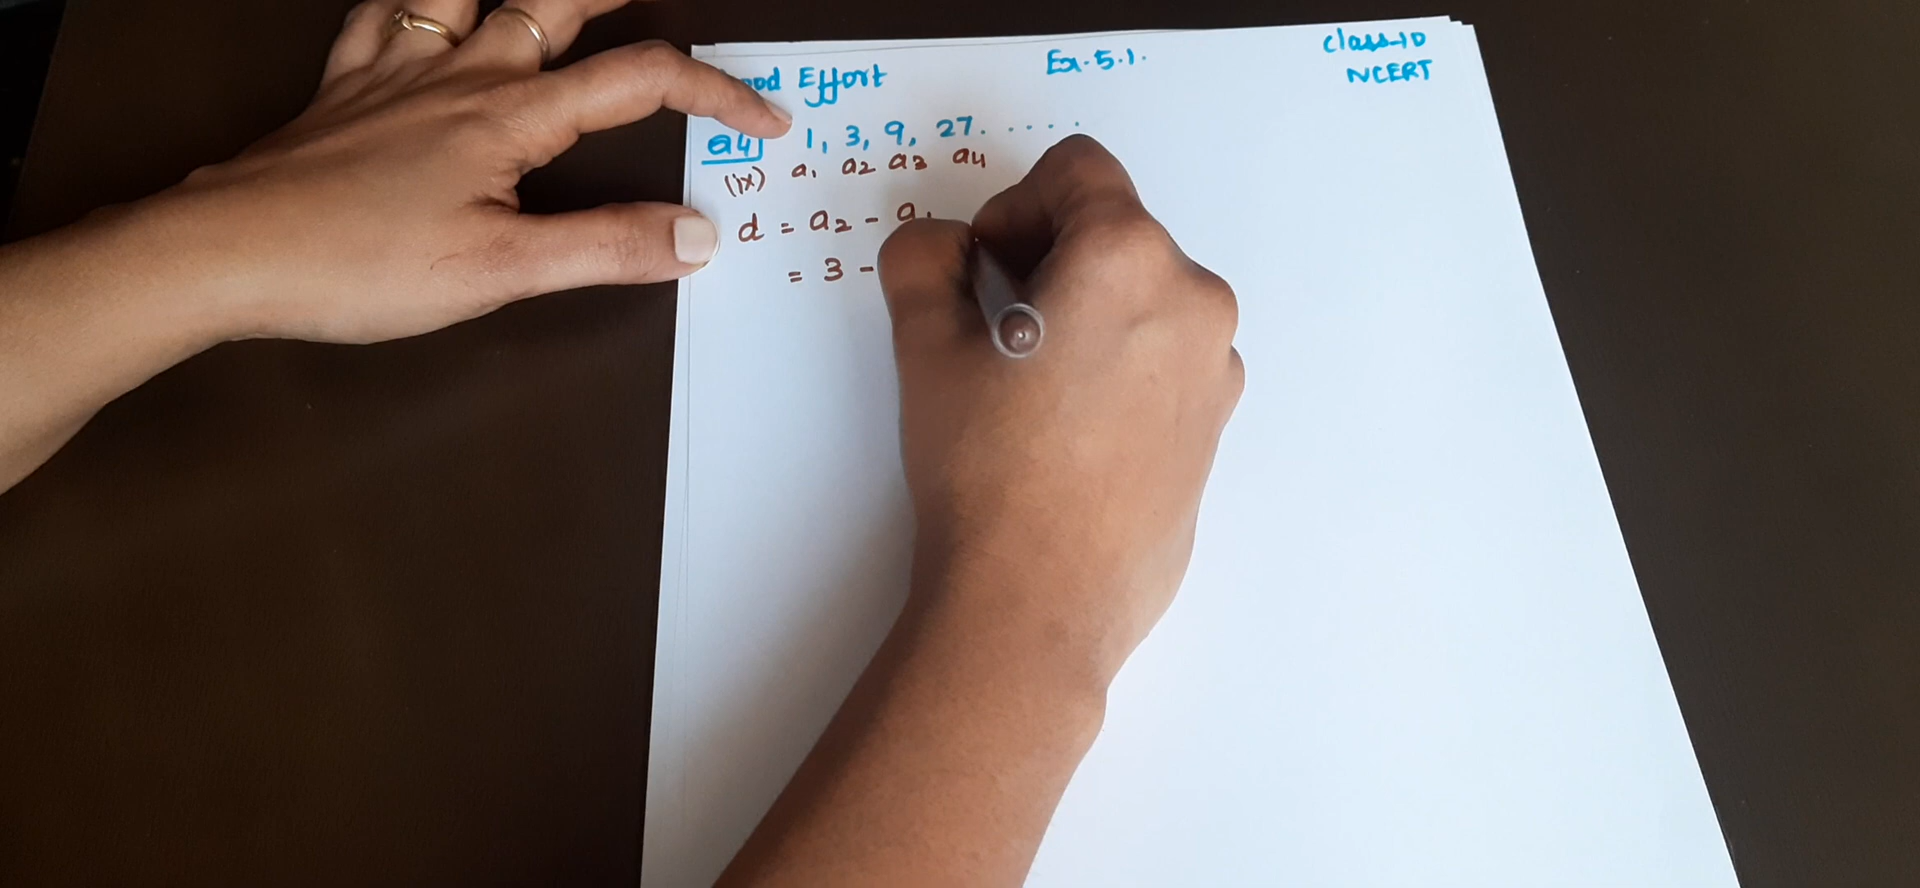 Effort Ex. 5.1. Class-10
NCERT
Q4) 1, 3, 9, 27. . . . .
(ix) a₁ a₂ a₃ a₄
d = a₂ - a₁
= 3 -